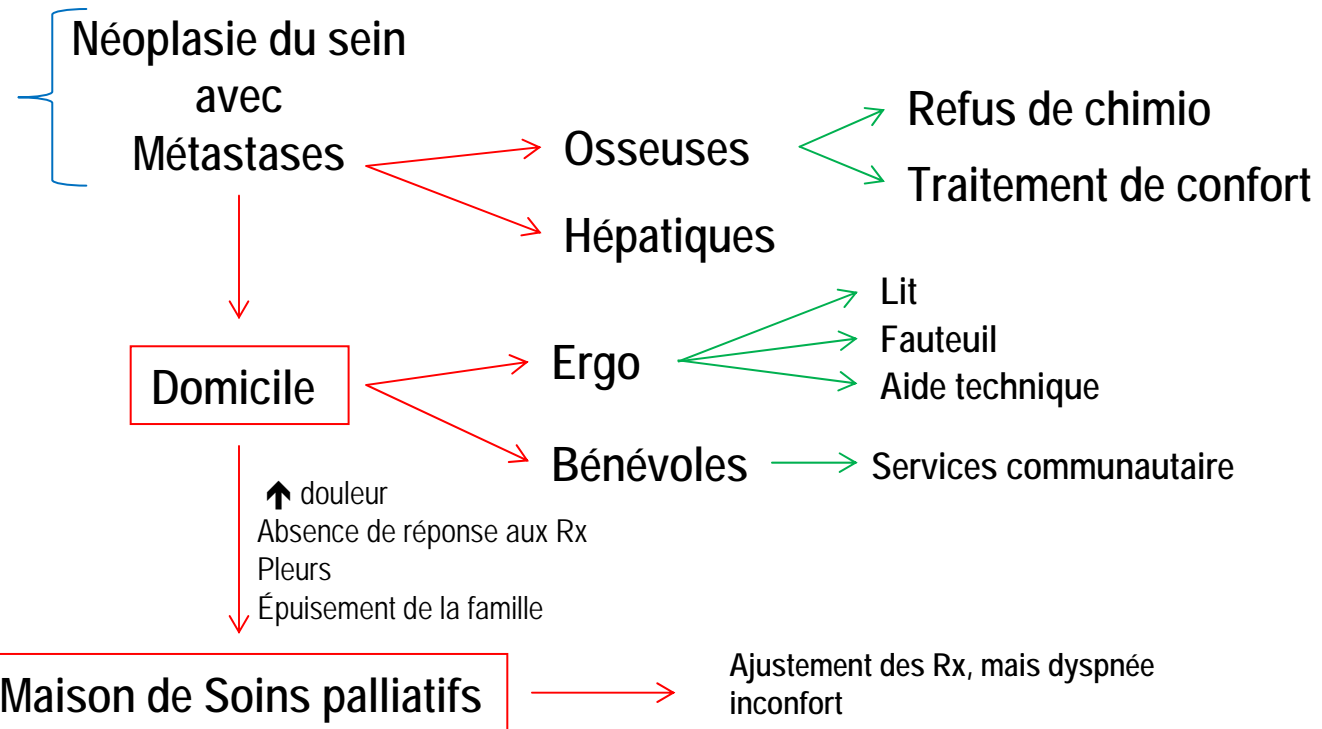 Néoplasie du sein
avec
Métastases
Osseuses
Hépatiques
Refus de chimio
Traitement de confort
Domicile
Ergo
Lit
Fauteuil
Aide technique
Bénévoles
Services communautaire
↑ douleur
Absence de réponse aux Rx
Pleurs
Épuisement de la famille
Maison de Soins palliatifs
Ajustement des Rx, mais dyspnée
inconfort